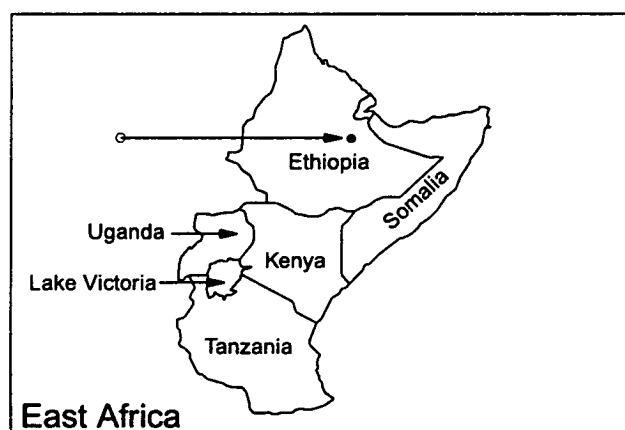 Ethiopia
Somalia
Uganda
Kenya
Lake Victoria
Tanzania
East Africa